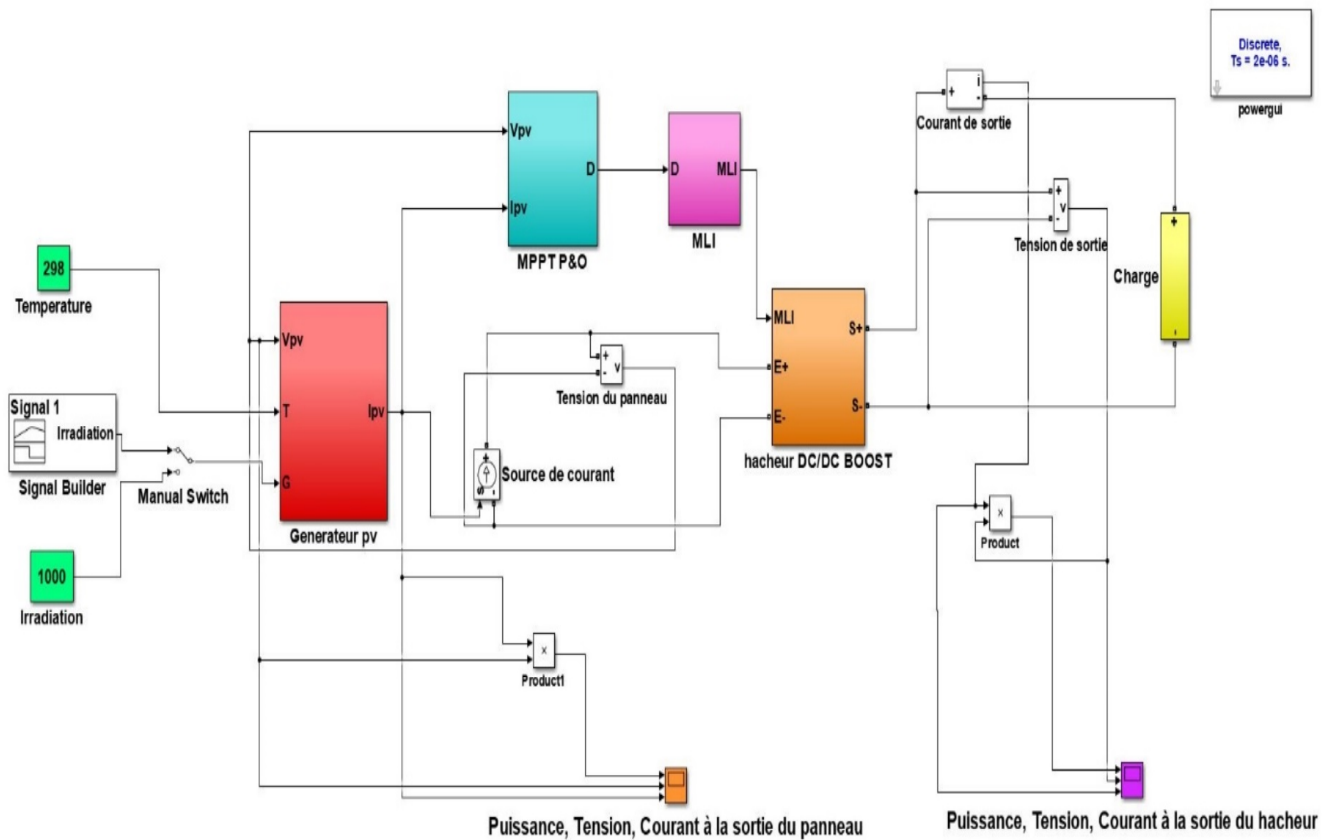 Discrete,
Ts = 2e-06 s.
powergui
i
+
-
Courant de sortie
Vpv
D
Ipv
MPPT P&O
D
MLI
MLI
+
v
-
Tension de sortie
+
Charge
-
298
Temperature
Vpv
T
Ipv
G
Generateur pv
+
v
-
Tension du panneau
MLI
S+
E+
E-
S-
hacheur DC/DC BOOST
Signal 1
Irradiation
Signal Builder
Manual Switch
+
s
-
Source de courant
1000
Irradiation
×
Product
×
Product1
Puissance, Tension, Courant à la sortie du panneau
Puissance, Tension, Courant à la sortie du hacheur